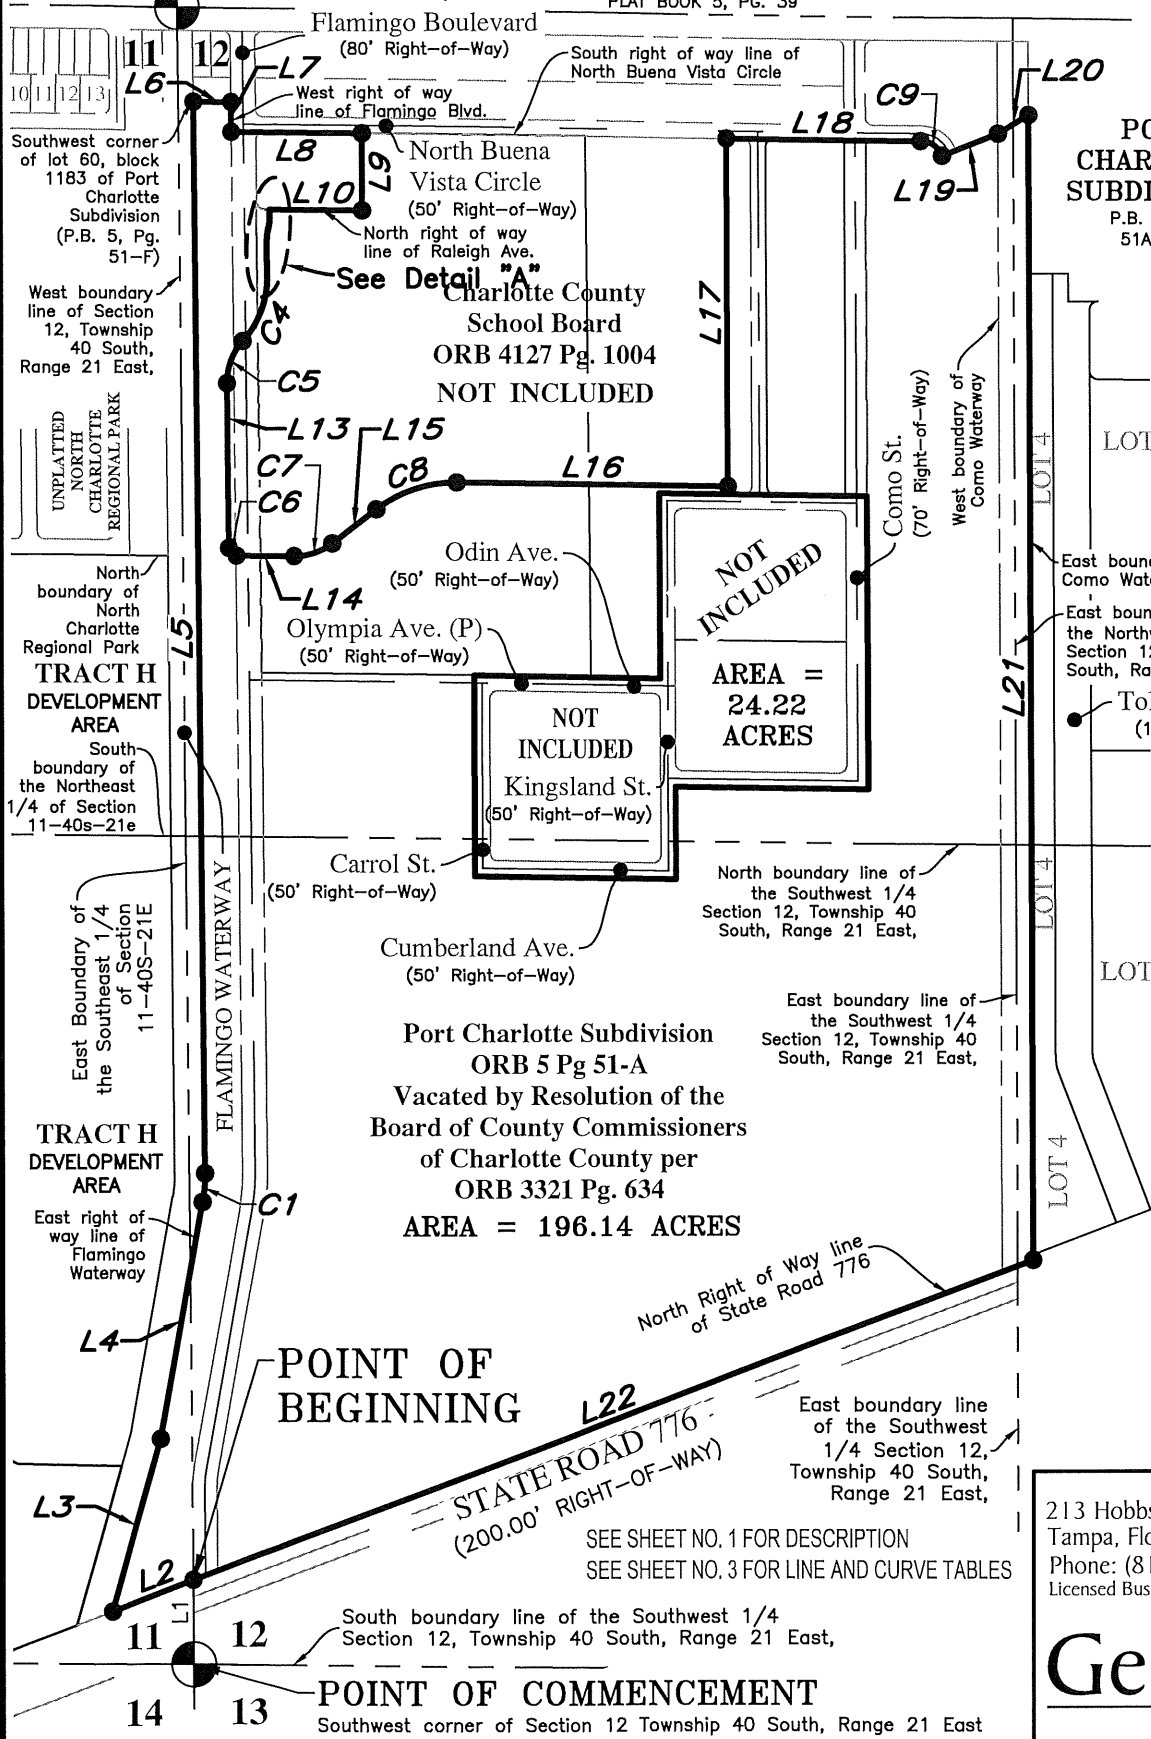 PLAT BOOK 5, PG. 39
Flamingo Boulevard
(80' Right-of-Way)
11 12
L6
L7
10 11 12 13
West right of way
line of Flamingo Blvd.
South right of way line of
North Buena Vista Circle
L20
C9
L18
L19
Southwest corner
of lot 60, block
1183 of Port
Charlotte
Subdivision
(P.B. 5, Pg.
51-F)
L8
L9
North Buena
Vista Circle
(50' Right-of-Way)
L10
North right of way
line of Raleigh Ave.
See Detail "A"
P.B.
51A
West boundary
line of Section
12, Township
40 South,
Range 21 East,
C4
Charlotte County
School Board
ORB 4127 Pg. 1004
NOT INCLUDED
L17
C5
UNPLATTED
NORTH
CHARLOTTE
REGIONAL PARK
L13
L15
C7
C8
L16
C6
Como St.
(70' Right-of-Way)
West boundary of
Como Waterway
LOT 4
LOT
L14
Odin Ave.
(50' Right-of-Way)
NOT
INCLUDED
North
boundary of
North
Charlotte
Regional Park
L5
Olympia Ave. (P)
(50' Right-of-Way)
East
Como
East
Section
South,
TRACT H
DEVELOPMENT
AREA
AREA =
24.22
ACRES
L21
NOT
INCLUDED
Kingsland St.
(50' Right-of-Way)
South
boundary of
the Northeast
1/4 of Section
11-40s-21e
Carrol St.
(50' Right-of-Way)
North boundary line of
the Southwest 1/4
Section 12, Township 40
South, Range 21 East,
LOT 4
LOT
East Boundary of
the Southeast 1/4
of Section
11-40S-21E
FLAMINGO WATERWAY
Cumberland Ave.
(50' Right-of-Way)
East boundary line of
the Southwest 1/4
Section 12, Township 40
South, Range 21 East,
Port Charlotte Subdivision
ORB 5 Pg 51-A
Vacated by Resolution of the
Board of County Commissioners
of Charlotte County per
ORB 3321 Pg. 634
AREA = 196.14 ACRES
TRACT H
DEVELOPMENT
AREA
C1
LOT 4
East right of
way line of
Flamingo
Waterway
North Right of Way line
of State Road 776
L4
POINT OF
BEGINNING
L22
STATE ROAD 776
(200.00' RIGHT-OF-WAY)
East boundary line
of the Southwest
1/4 Section 12,
Township 40 South,
Range 21 East,
L3
L2
L1
SEE SHEET NO. 1 FOR DESCRIPTION
SEE SHEET NO. 3 FOR LINE AND CURVE TABLES
213
Tampa,
Phone: (8
Licensed
South boundary line of the Southwest 1/4
Section 12, Township 40 South, Range 21 East,
11 12
14 13
POINT OF COMMENCEMENT
Southwest corner of Section 12 Township 40 South, Range 21 East
Ge